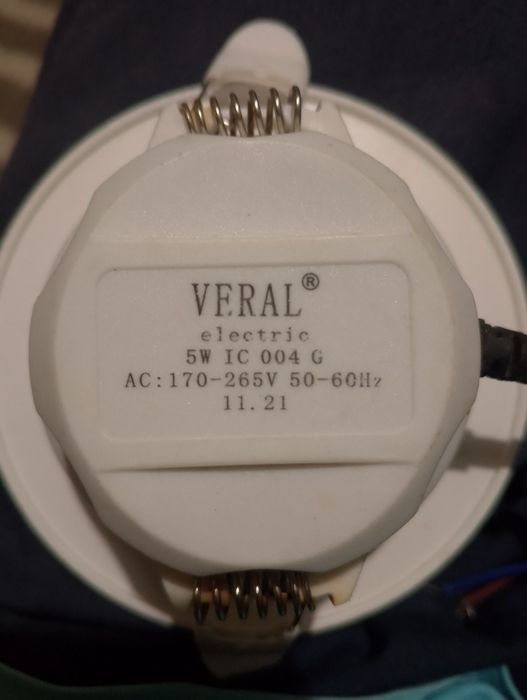 VERAL®
electric
5W IC 004 G
AC:170-265V 50-60Hz
11.21